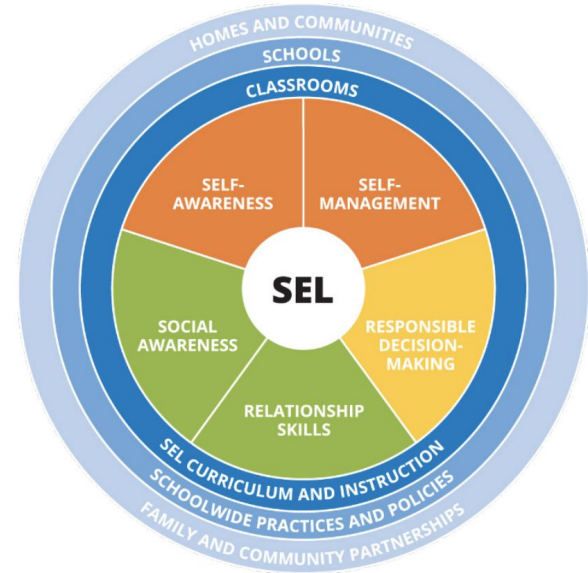 HOMES AND COMMUNITIES
SCHOOLS
CLASSROOMS
SELF-
AWARENESS
SELF-
MANAGEMENT
SEL
SOCIAL
AWARENESS
RESPONSIBLE
DECISION-
MAKING
RELATIONSHIP
SKILLS
SEL CURRICULUM AND INSTRUCTION
SCHOOLWIDE PRACTICES AND POLICIES
FAMILY AND COMMUNITY PARTNERSHIPS